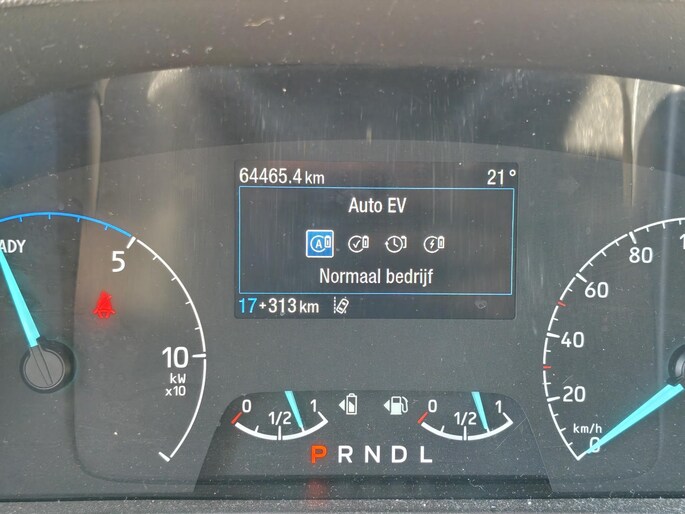 64465.4 km 21°
Auto EV
A
Normaal bedrijf
17+313 km
ADY
5
10
kW
x10
0 1/2 1
0 1/2 1
P R N D L
80
60
40
20
km/h
0